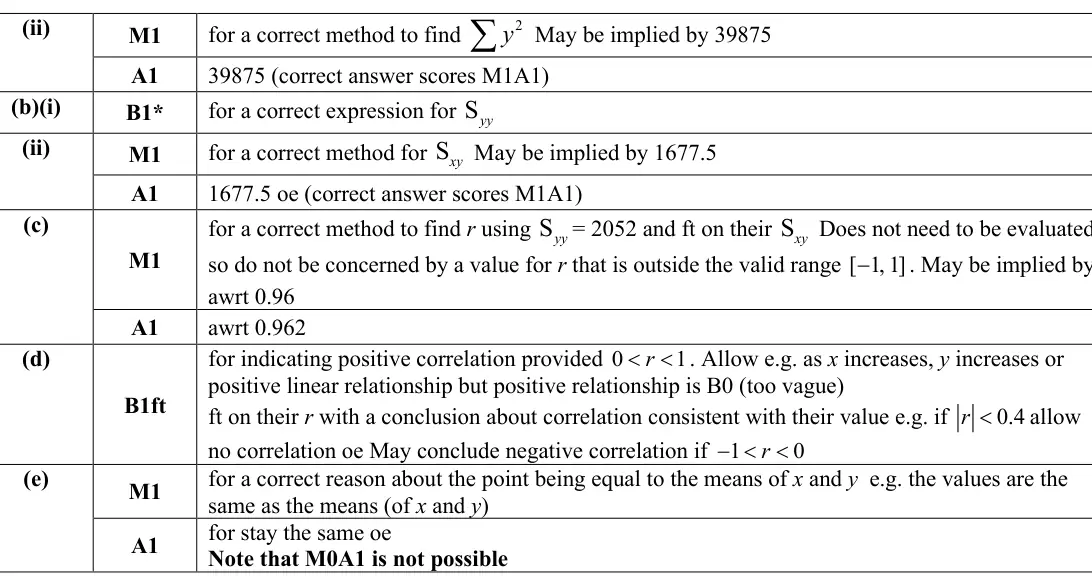 (ii) M1 for a correct method to find ∑y² May be implied by 39875
A1 39875 (correct answer scores M1A1)
(b)(i) B1* for a correct expression for S_yy
(ii) M1 for a correct method for S_xy May be implied by 1677.5
A1 1677.5 oe (correct answer scores M1A1)
(c) M1 for a correct method to find r using S_yy = 2052 and ft on their S_xy Does not need to be evaluated
so do not be concerned by a value for r that is outside the valid range [−1, 1]. May be implied by
awrt 0.96
A1 awrt 0.962
(d) B1ft for indicating positive correlation provided 0 < r < 1. Allow e.g. as x increases, y increases or
positive linear relationship but positive relationship is B0 (too vague)
ft on their r with a conclusion about correlation consistent with their value e.g. if |r| < 0.4 allow
no correlation oe May conclude negative correlation if −1 < r < 0
(e) M1 for a correct reason about the point being equal to the means of x and y e.g. the values are the
same as the means (of x and y)
A1 for stay the same oe
Note that M0A1 is not possible